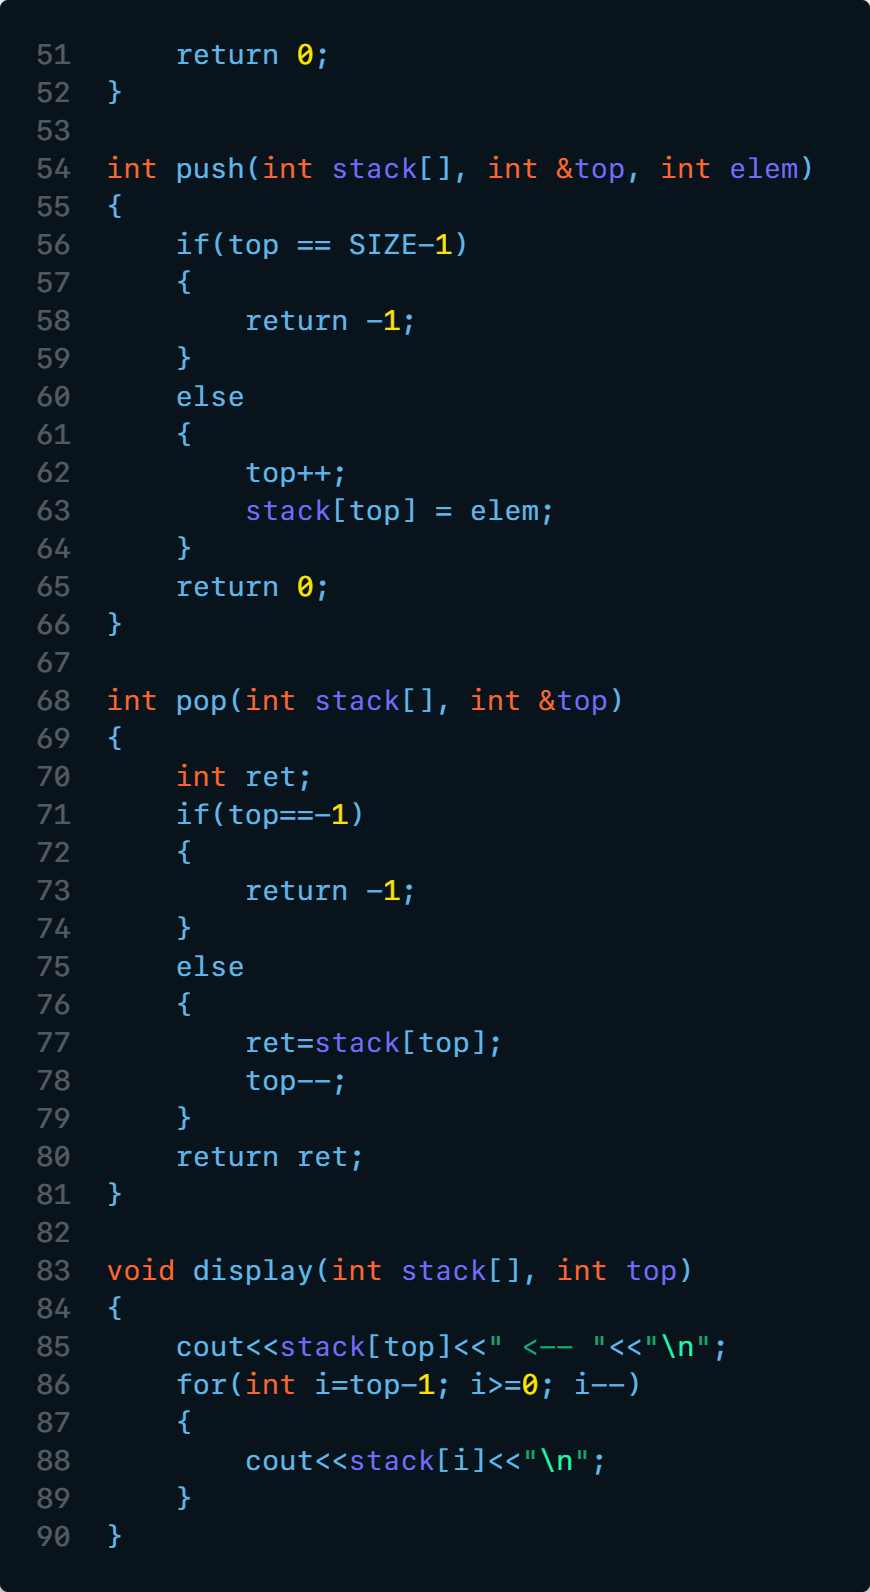 51 return 0;
52 }
53
54 int push(int stack[], int &top, int elem)
55 {
56 if(top == SIZE-1)
57 {
58 return -1;
59 }
60 else
61 {
62 top++;
63 stack[top] = elem;
64 }
65 return 0;
66 }
67
68 int pop(int stack[], int &top)
69 {
70 int ret;
71 if(top==-1)
72 {
73 return -1;
74 }
75 else
76 {
77 ret=stack[top];
78 top--;
79 }
80 return ret;
81 }
82
83 void display(int stack[], int top)
84 {
85 cout<<stack[top]<<" <-- "<<"\n";
86 for(int i=top-1; i>=0; i--)
87 {
88 cout<<stack[i]<<"\n";
89 }
90 }